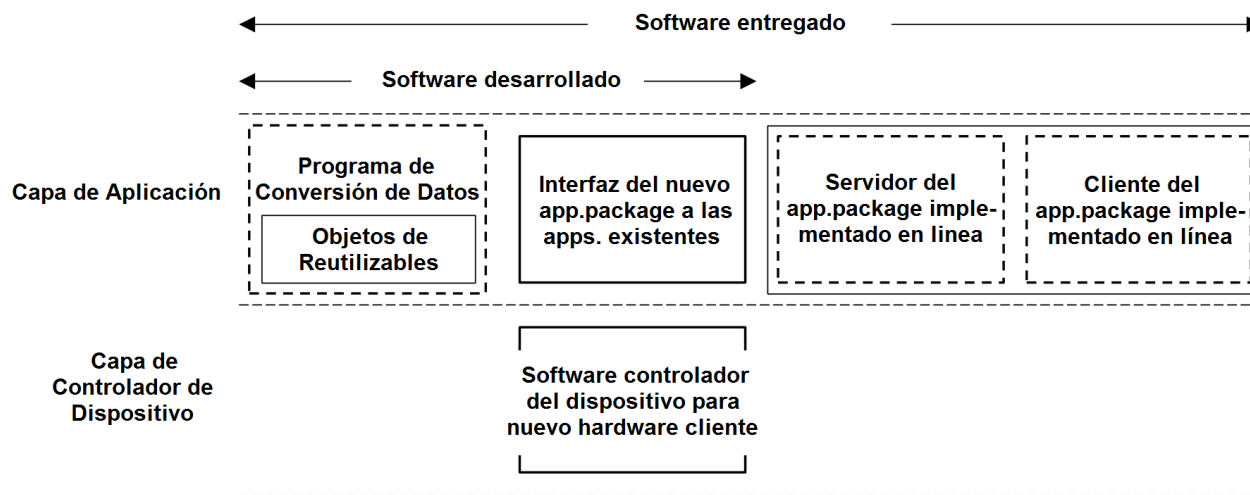 Software entregado
Software desarrollado
Capa de Aplicación
Programa de
Conversión de Datos
Objetos de
Reutilizables
Interfaz del nuevo
app.package a las
apps. existentes
Servidor del
app.package imple-
mentado en linea
Cliente del
app.package imple-
mentado en línea
Capa de
Controlador de
Dispositivo
Software controlador
del dispositivo para
nuevo hardware cliente